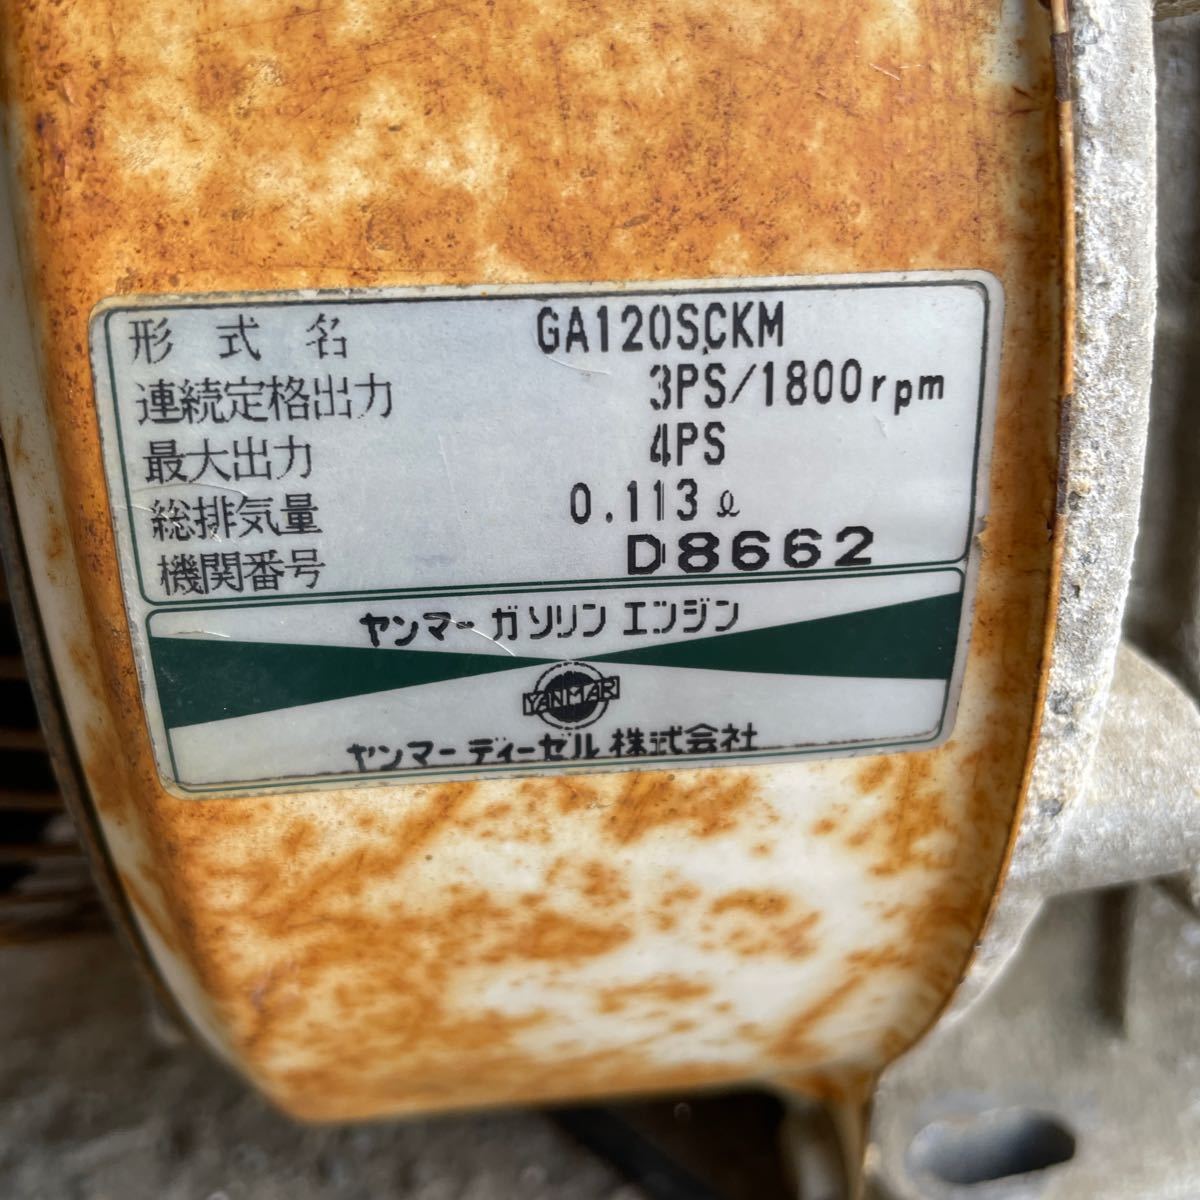 形式名 GA120SCKM
連続定格出力 3PS/1800rpm
最大出力 4PS
総排気量 0.113ℓ
機関番号 D8662
ヤンマー ガソリン エンジン
YANMAR
ヤンマー ディーゼル 株式会社